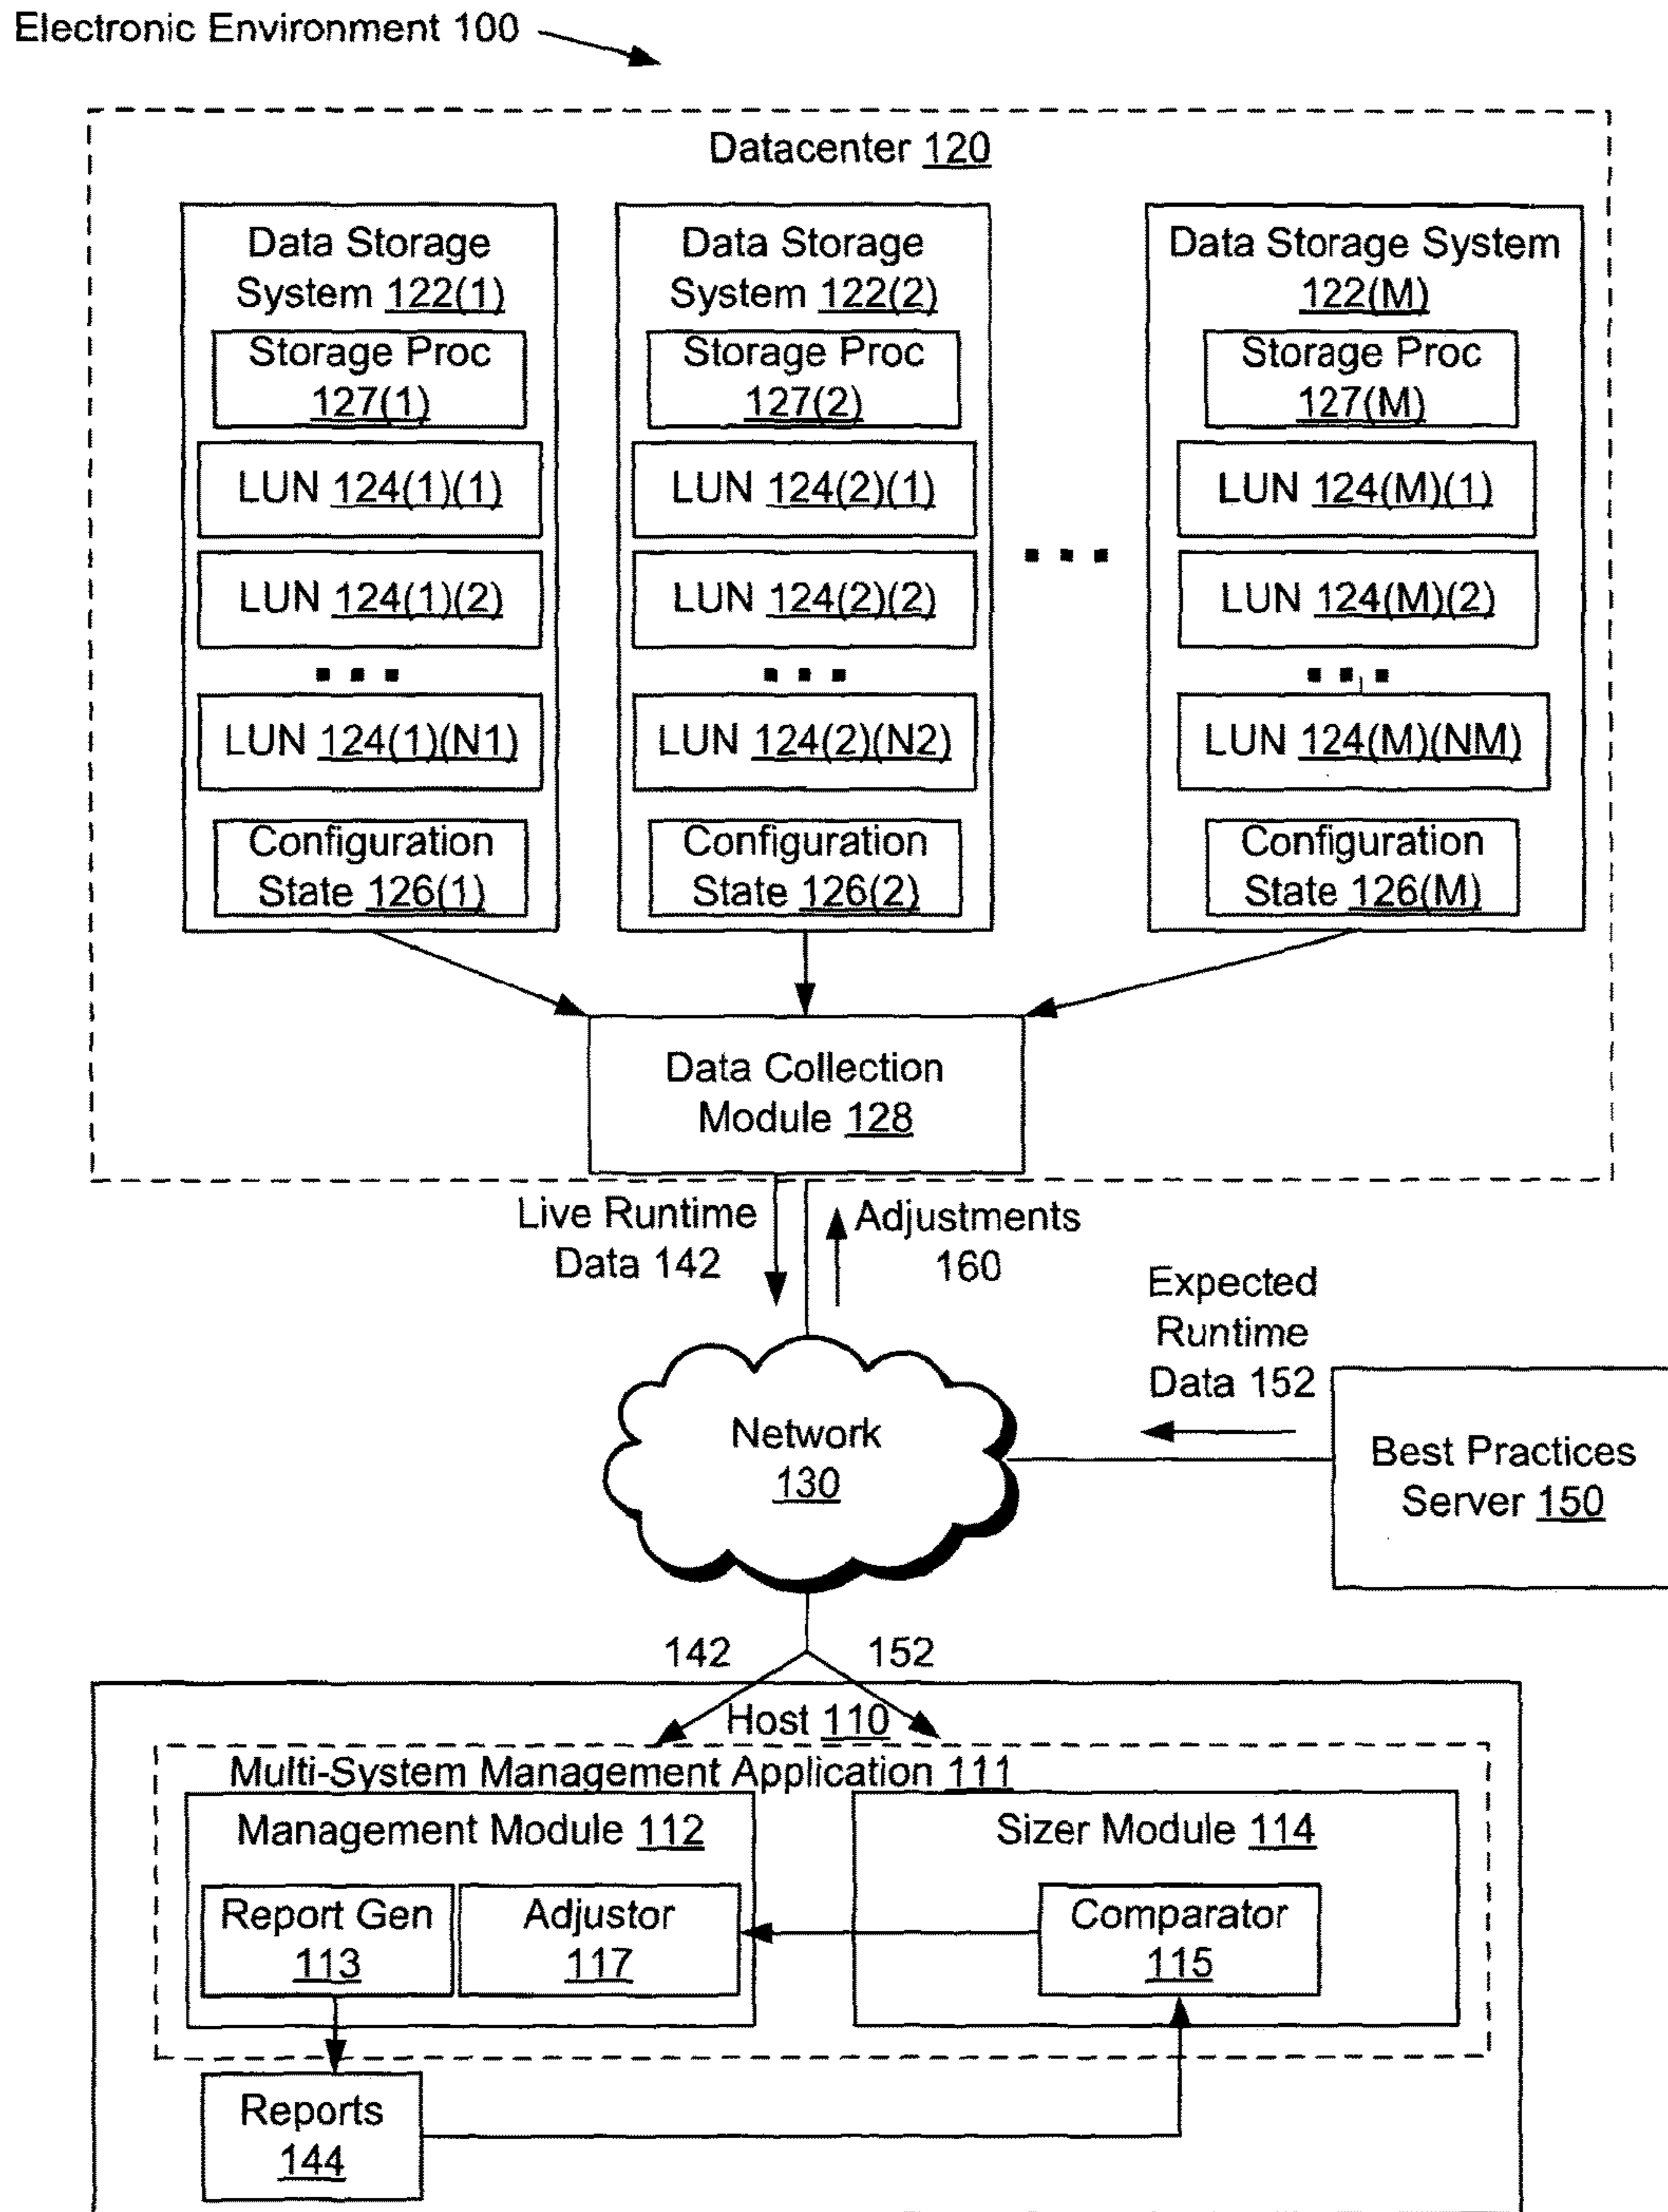 Electronic Environment 100
Datacenter 120
Data Storage
System 122(1)
Storage Proc
127(1)
LUN 124(1)(1)
LUN 124(1)(2)
...
LUN 124(1)(N1)
Configuration
State 126(1)
Data Storage
System 122(2)
Storage Proc
127(2)
LUN 124(2)(1)
LUN 124(2)(2)
...
LUN 124(2)(N2)
Configuration
State 126(2)
...
Data Storage System
122(M)
Storage Proc
127(M)
LUN 124(M)(1)
LUN 124(M)(2)
...
LUN 124(M)(NM)
Configuration
State 126(M)
Data Collection
Module 128
Live Runtime
Data 142
Adjustments
160
Expected
Runtime
Data 152
Network
130
Best Practices
Server 150
142
152
Host 110
Multi-System Management Application 111
Management Module 112
Report Gen
113
Adjustor
117
Sizer Module 114
Comparator
115
Reports
144